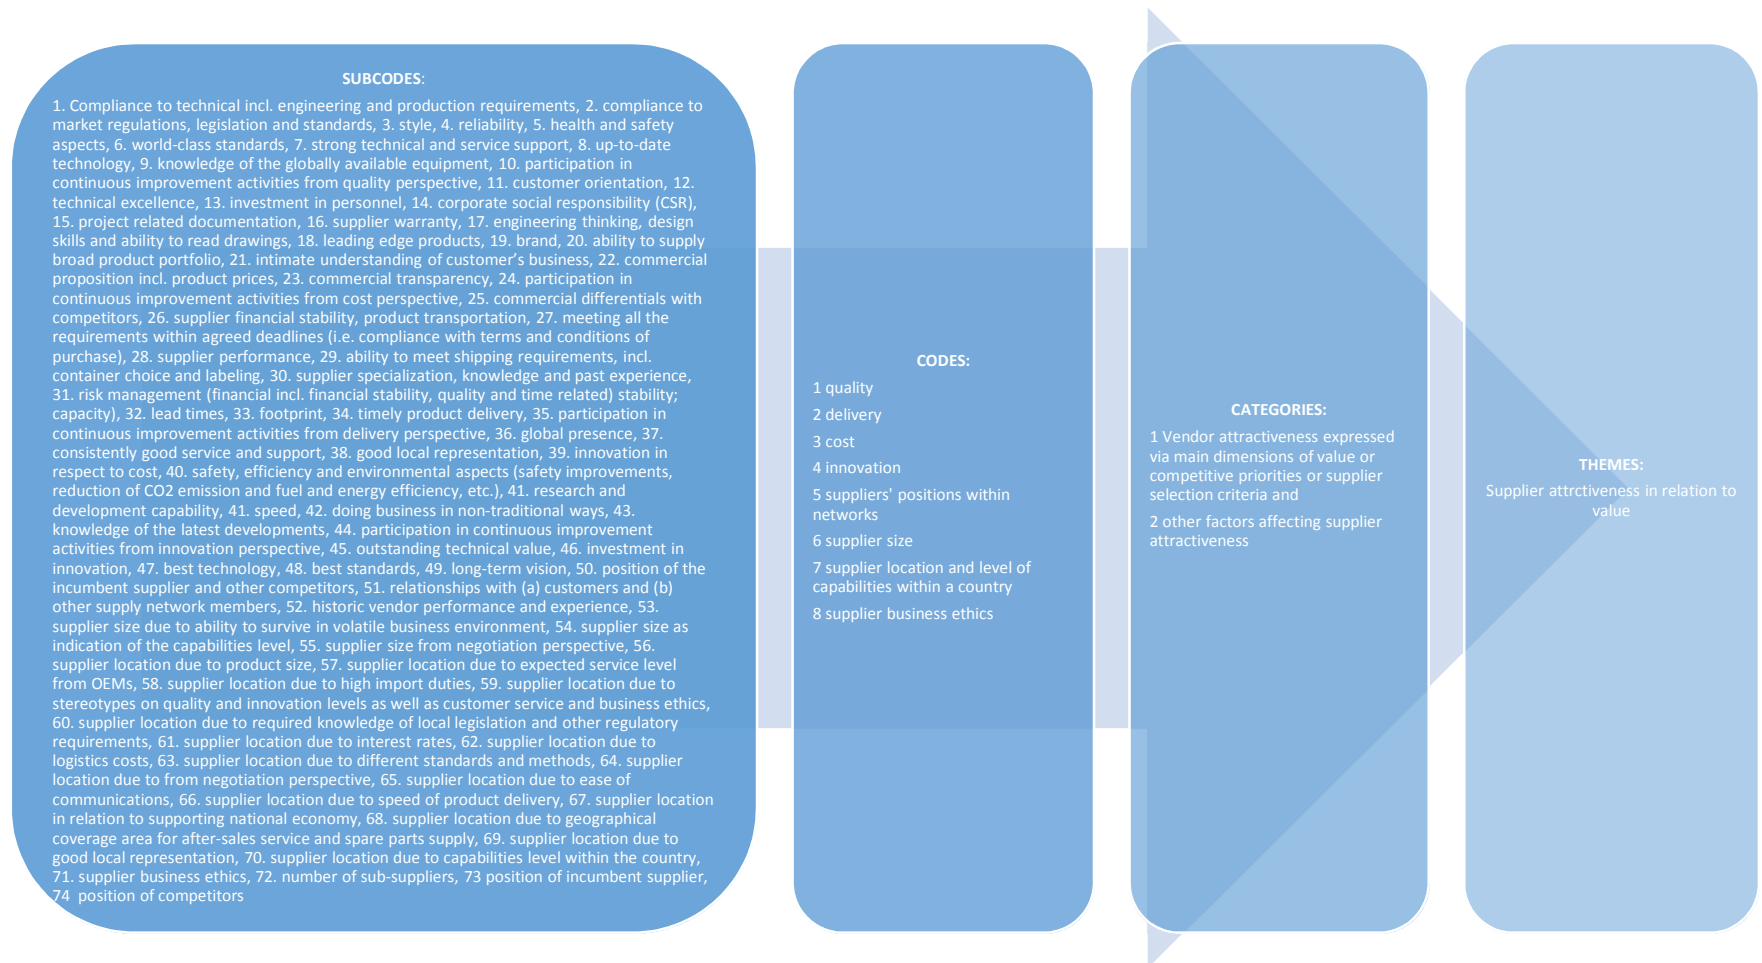 SUBCODES:
1. Compliance to technical incl. engineering and production requirements, 2. compliance to
market regulations, legislation and standards, 3. style, 4. reliability, 5. health and safety
aspects, 6. world-class standards, 7. strong technical and service support, 8. up-to-date
technology, 9. knowledge of the globally available equipment, 10. participation in
continuous improvement activities from quality perspective, 11. customer orientation, 12.
technical excellence, 13. investment in personnel, 14. corporate social responsibility (CSR),
15. project related documentation, 16. supplier warranty, 17. engineering thinking, design
skills and ability to read drawings, 18. leading edge products, 19. brand, 20. ability to supply
broad product portfolio, 21. intimate understanding of customer's business, 22. commercial
proposition incl. product prices, 23. commercial transparency, 24. participation in
continuous improvement activities from cost perspective, 25. commercial differentials with
competitors, 26. supplier financial stability, product transportation, 27. meeting all the
requirements within agreed deadlines (i.e. compliance with terms and conditions of
purchase), 28. supplier performance, 29. ability to meet shipping requirements, incl.
container choice and labeling, 30. supplier specialization, knowledge and past experience,
31. risk management (financial incl. financial stability, quality and time related) stability;
capacity), 32. lead times, 33. footprint, 34. timely product delivery, 35. participation in
continuous improvement activities from delivery perspective, 36. global presence, 37.
consistently good service and support, 38. good local representation, 39. innovation in
respect to cost, 40. safety, efficiency and environmental aspects (safety improvements,
reduction of CO2 emission and fuel and energy efficiency, etc.), 41. research and
development capability, 41. speed, 42. doing business in non-traditional ways, 43.
knowledge of the latest developments, 44. participation in continuous improvement
activities from innovation perspective, 45. outstanding technical value, 46. investment in
innovation, 47. best technology, 48. best standards, 49. long-term vision, 50. position of the
incumbent supplier and other competitors, 51. relationships with (a) customers and (b)
other supply network members, 52. historic vendor performance and experience, 53.
supplier size due to ability to survive in volatile business environment, 54. supplier size as
indication of the capabilities level, 55. supplier size from negotiation perspective, 56.
supplier location due to product size, 57. supplier location due to expected service level
from OEMs, 58. supplier location due to high import duties, 59. supplier location due to
stereotypes on quality and innovation levels as well as customer service and business ethics,
60. supplier location due to required knowledge of local legislation and other regulatory
requirements, 61. supplier location due to interest rates, 62. supplier location due to
logistics costs, 63. supplier location due to different standards and methods, 64. supplier
location due to from negotiation perspective, 65. supplier location due to ease of
communications, 66. supplier location due to speed of product delivery, 67. supplier location
in relation to supporting national economy, 68. supplier location due to geographical
coverage area for after-sales service and spare parts supply, 69. supplier location due to
good local representation, 70. supplier location due to capabilities level within the country,
71. supplier business ethics, 72. number of sub-suppliers, 73 position of incumbent supplier,
74 position of competitors
CODES:
1 quality
2 delivery
3 cost
4 innovation
5 suppliers' positions within
networks
6 supplier size
7 supplier location and level of
capabilities within a country
8 supplier business ethics
CATEGORIES:
1 Vendor attractiveness expressed
via main dimensions of value or
competitive priorities or supplier
selection criteria and
2 other factors affecting supplier
attractiveness
THEMES:
Supplier attrctiveness in relation to
value